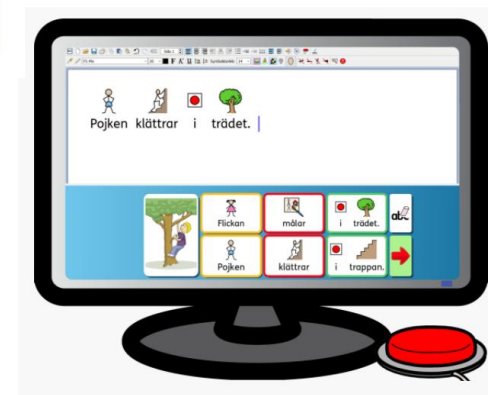 Pojken klättrar i trädet.
Flickan målar i trädet.
Pojken klättrar i trappan.